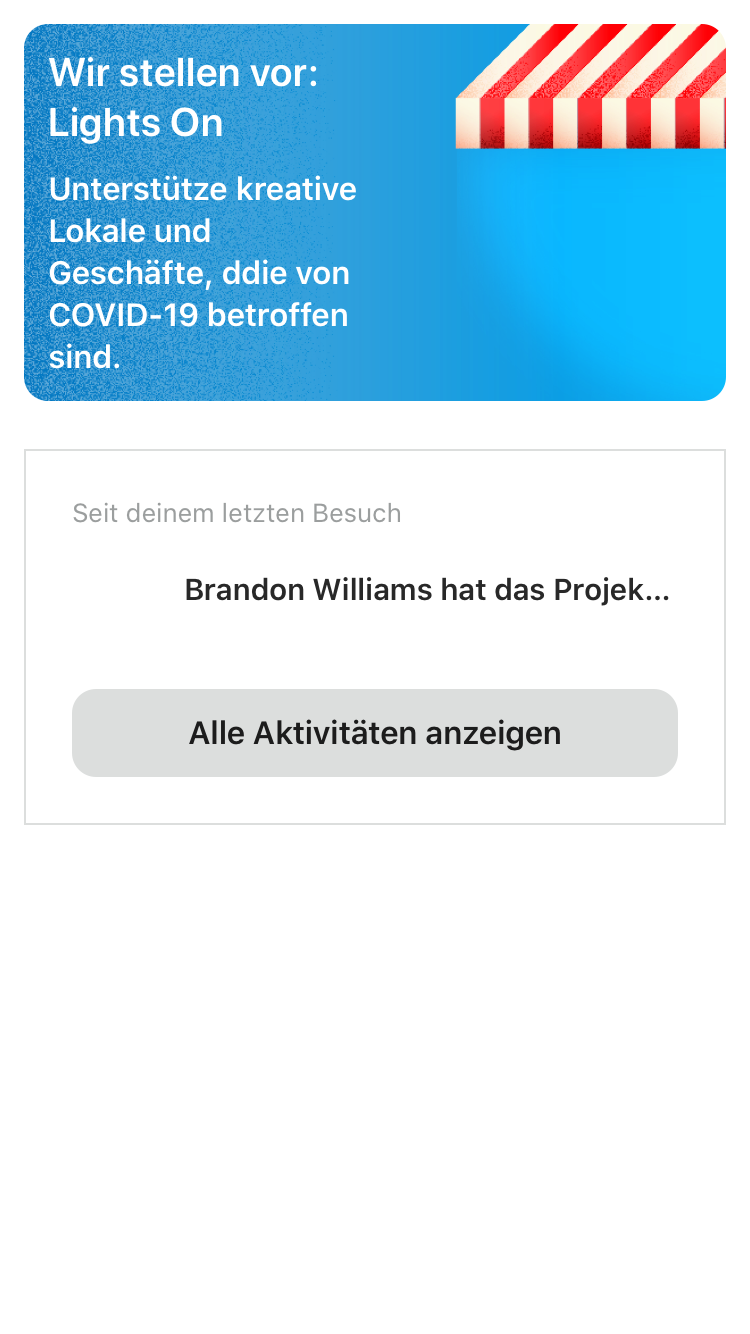 Wir stellen vor:
Lights On
Unterstütze kreative
Lokale und
Geschäfte, ddie von
COVID-19 betroffen
sind.
Seit deinem letzten Besuch
Brandon Williams hat das Projek...
Alle Aktivitäten anzeigen